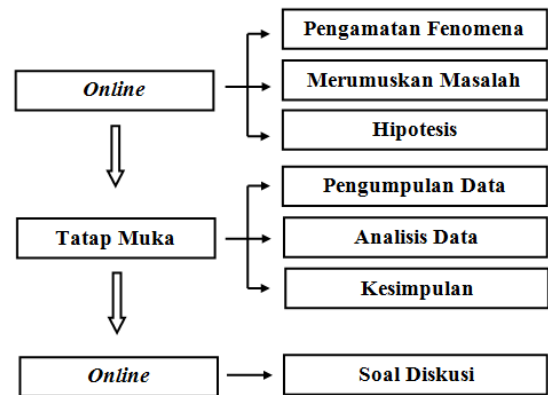 Pengamatan Fenomena
Online
Merumuskan Masalah
Hipotesis
Pengumpulan Data
Tatap Muka
Analisis Data
Kesimpulan
Online
Soal Diskusi